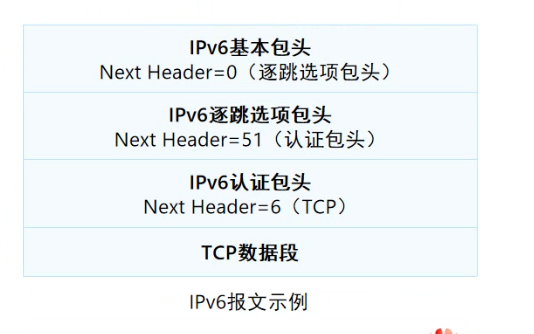 IPv6基本包头
Next Header=0（逐跳选项包头）
IPv6逐跳选项包头
Next Header=51（认证包头）
IPv6认证包头
Next Header=6（TCP）
TCP数据段
IPv6报文示例